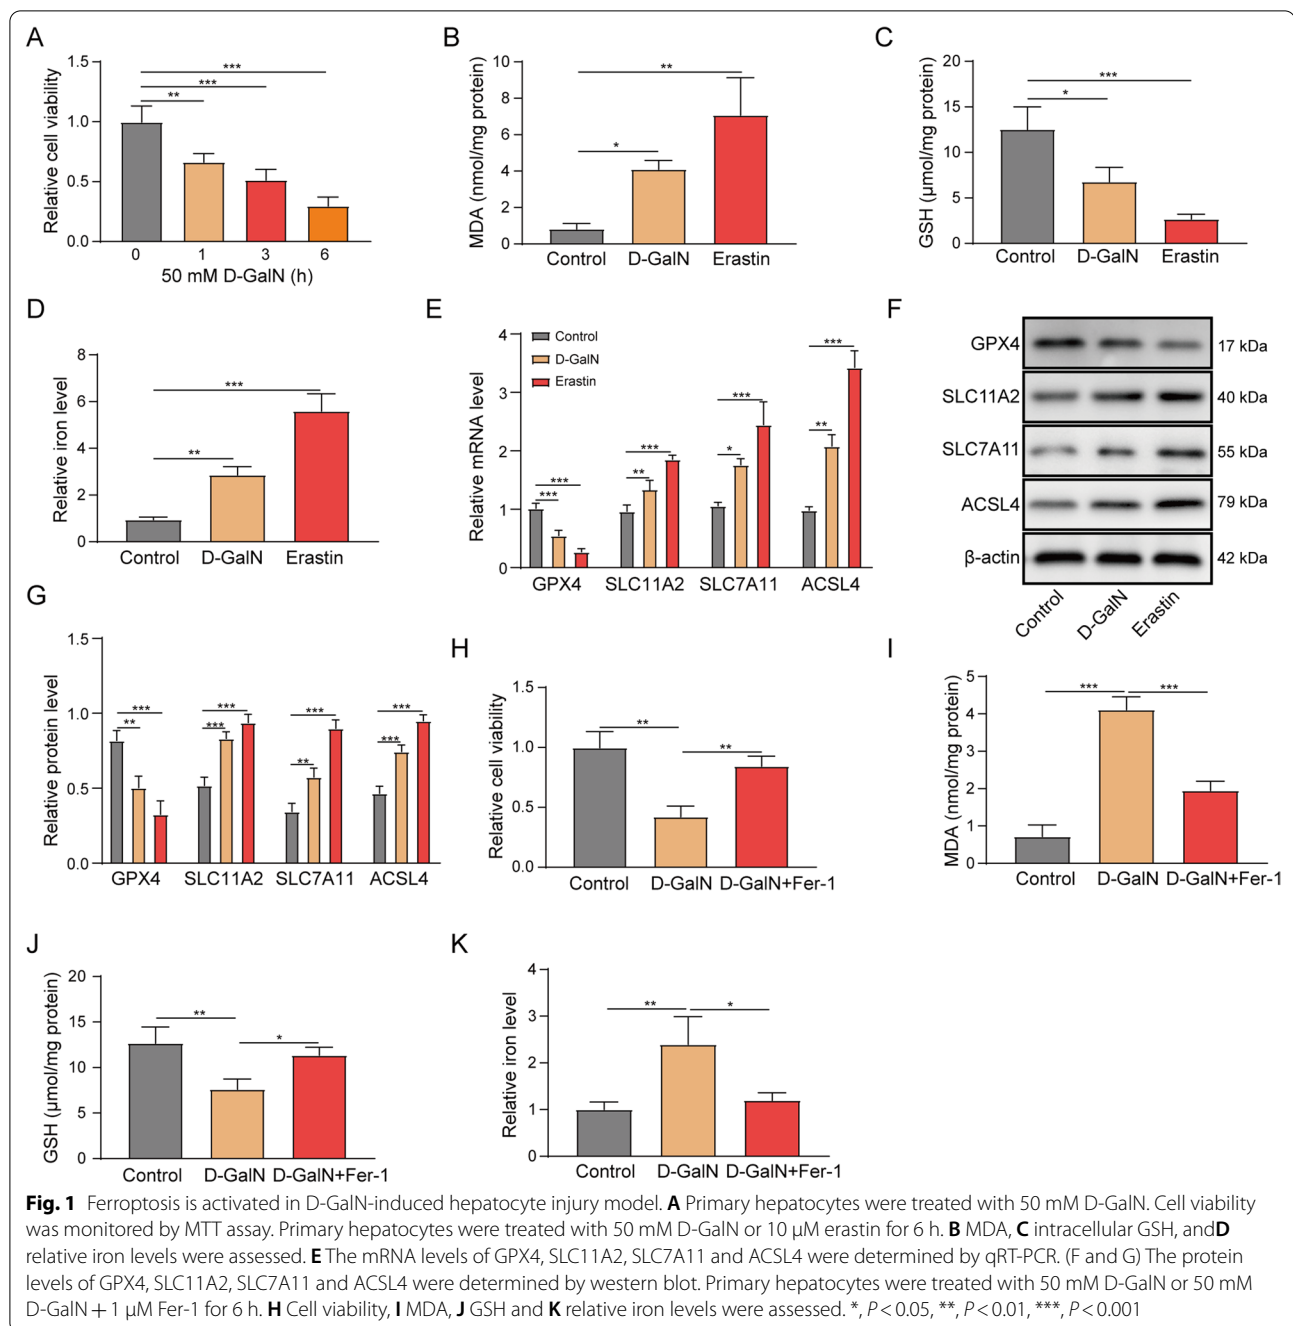 A
Relative cell viability
1.5
1.0
0.5
0.0
***
***
**
0 1 3 6
50 mM D-GalN (h)
B
MDA (nmol/mg protein)
10
8
6
4
2
0
**
*
Control D-GalN Erastin
C
GSH (μmol/mg protein)
20
15
10
5
0
***
*
Control D-GalN Erastin
D
Relative iron level
8
6
4
2
0
***
**
Control D-GalN Erastin
E
Relative mRNA level
4
3
2
1
0
Control
D-GalN
Erastin
***
***
***
**
***
*
***
**
GPX4 SLC11A2 SLC7A11 ACSL4
F
GPX4 17 kDa
SLC11A2 40 kDa
SLC7A11 55 kDa
ACSL4 79 kDa
β-actin 42 kDa
Control D-GalN Erastin
G
Relative protein level
1.5
1.0
0.5
0.0
***
**
***
***
***
**
***
***
GPX4 SLC11A2 SLC7A11 ACSL4
H
Relative cell viability
1.5
1.0
0.5
0.0
**
**
Control D-GalN D-GalN+Fer-1
I
MDA (nmol/mg protein)
5
4
3
2
1
0
*** ***
Control D-GalN D-GalN+Fer-1
J
GSH (μmol/mg protein)
20
15
10
5
0
**
*
Control D-GalN D-GalN+Fer-1
K
Relative iron level
4
3
2
1
0
** *
Control D-GalN D-GalN+Fer-1
Fig. 1 Ferroptosis is activated in D-GalN-induced hepatocyte injury model. A Primary hepatocytes were treated with 50 mM D-GalN. Cell viability
was monitored by MTT assay. Primary hepatocytes were treated with 50 mM D-GalN or 10 μM erastin for 6 h. B MDA, C intracellular GSH, andD
relative iron levels were assessed. E The mRNA levels of GPX4, SLC11A2, SLC7A11 and ACSL4 were determined by qRT-PCR. (F and G) The protein
levels of GPX4, SLC11A2, SLC7A11 and ACSL4 were determined by western blot. Primary hepatocytes were treated with 50 mM D-GalN or 50 mM
D-GalN + 1 μM Fer-1 for 6 h. H Cell viability, I MDA, J GSH and K relative iron levels were assessed. *, P < 0.05, **, P < 0.01, ***, P < 0.001